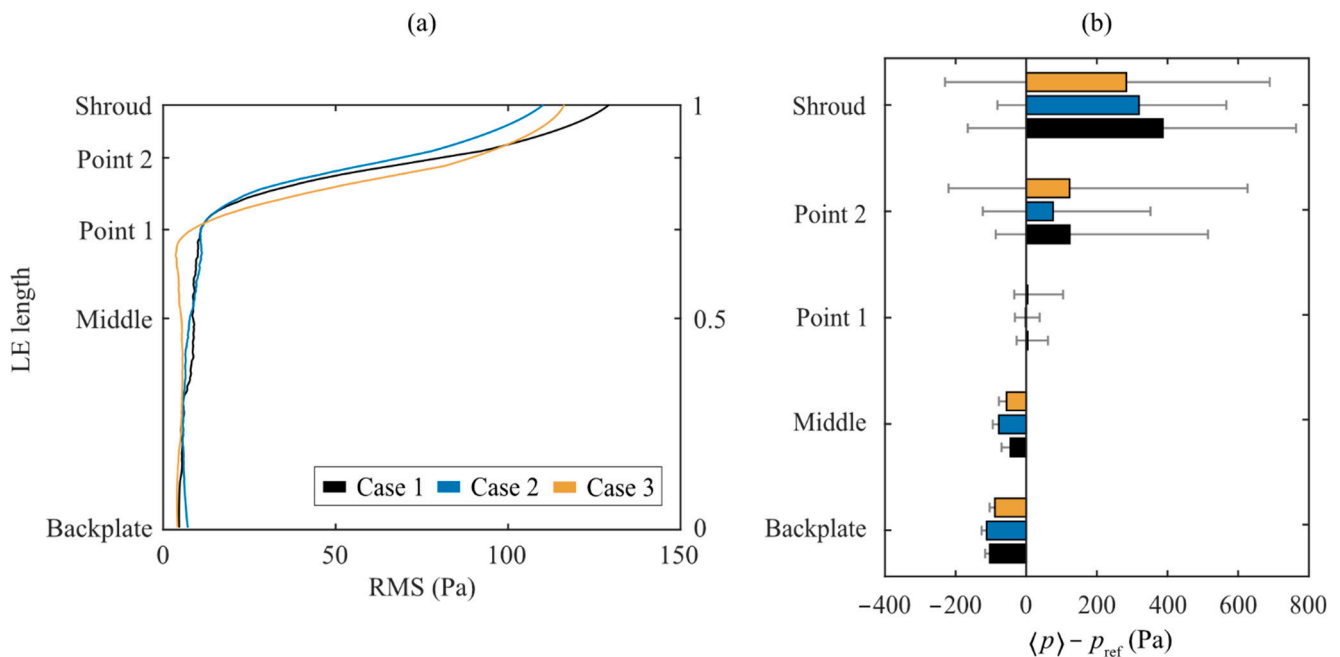 (a)
Shroud
Point 2
Point 1
Middle
Backplate
LE length
1
0.5
0
Case 1 Case 2 Case 3
0 50 100 150
RMS (Pa)
(b)
Shroud
Point 2
Point 1
Middle
Backplate
−400 −200 0 200 400 600 800
⟨p⟩ − pref (Pa)